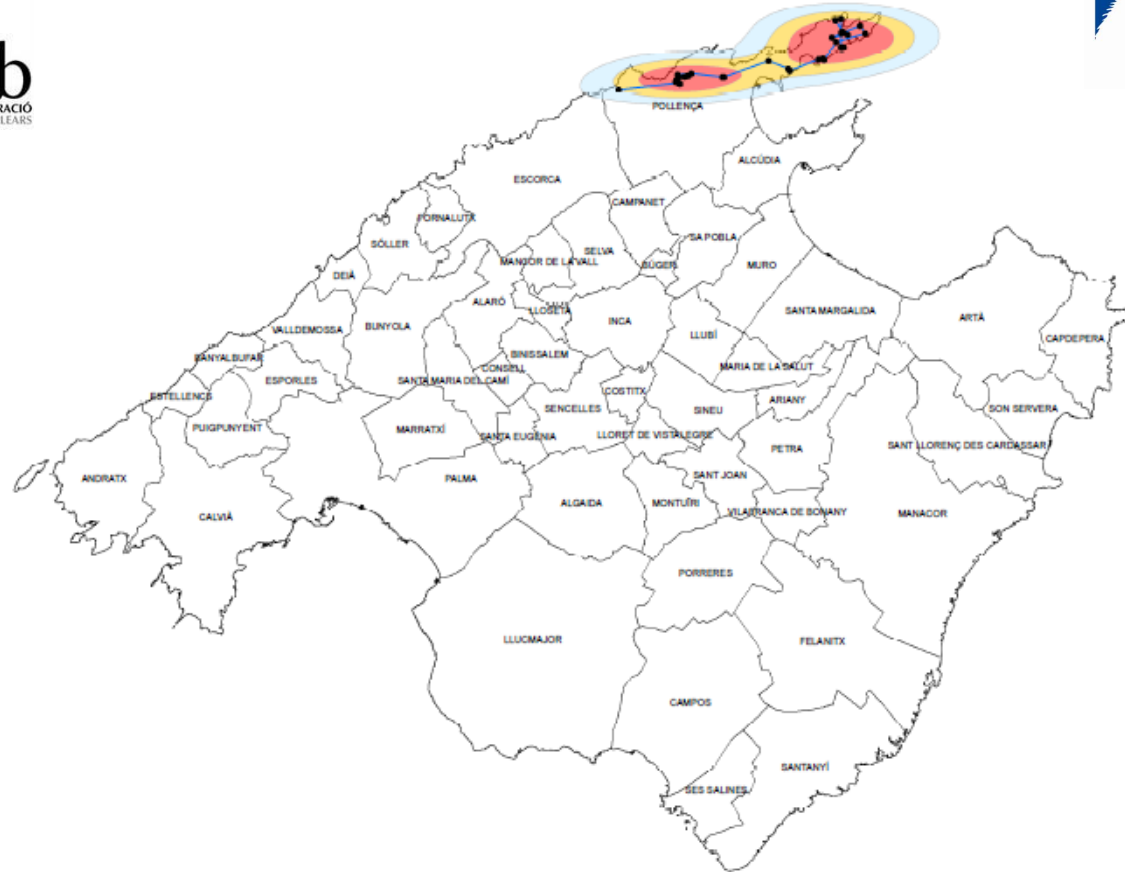 b
RACIÓ
LEARS
POLLENÇA
ALCÚDIA
ESCORCA
CAMPANET
FORNALUTX
SA POBLA
SÓLLER
SELVA
MANCOR DE LA VALL
BÚGER
MURO
DEIÀ
ALARÓ
LLOSETA
SANTA MARGALIDA
ARTÀ
INCA
VALLDEMOSSA
BUNYOLA
LLUBÍ
CAPDEPERA
BINISSALEM
BANYALBUFAR
CONSELL
MARIA DE LA SALUT
ESPORLES
SANTA MARIA DEL CAMÍ
COSTITX
ESTELLENCS
ARIANY
SENCELLES
SINEU
SON SERVERA
PUIGPUNYENT
MARRATXÍ
SANTA EUGÈNIA
LLORET DE VISTALEGRE
SANT LLORENÇ DES CARDASSAR
PETRA
ANDRATX
PALMA
SANT JOAN
ALGAIDA
MONTUÏRI
CALVIÀ
VILAFRANCA DE BONANY
MANACOR
PORRERES
LLUCMAJOR
FELANITX
CAMPOS
SANTANYÍ
SES SALINES